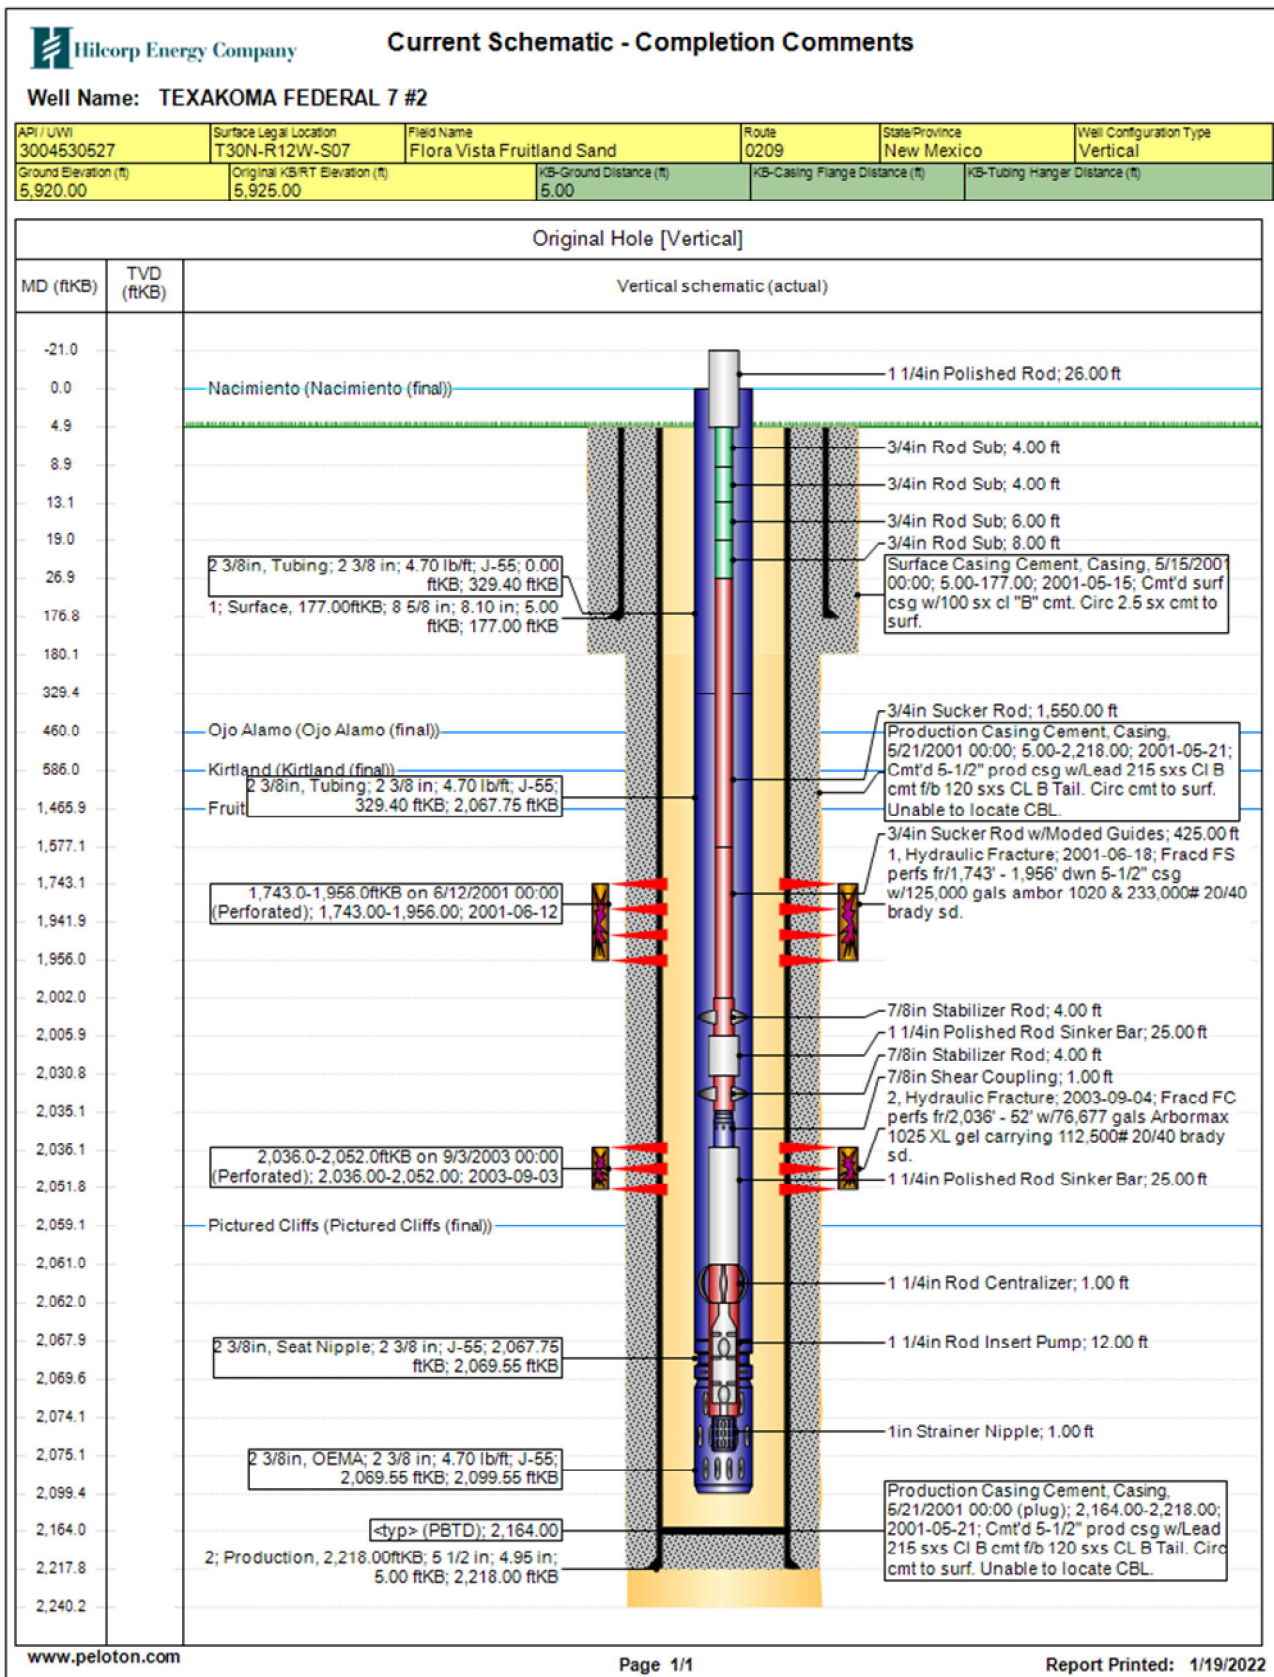 Hilcorp Energy Company
Current Schematic - Completion Comments
Well Name: TEXAKOMA FEDERAL 7 #2
API / UWI
3004530527
Surface Legal Location
T30N-R12W-S07
Field Name
Flora Vista Fruitland Sand
Route
0209
State/Province
New Mexico
Well Configuration Type
Vertical
Ground Elevation (ft)
5,920.00
Original KB/RT Elevation (ft)
5,925.00
KB-Ground Distance (ft)
5.00
KB-Casing Flange Distance (ft)
KB-Tubing Hanger Distance (ft)
Original Hole [Vertical]
MD (ftKB)
TVD
(ftKB)
Vertical schematic (actual)
-21.0
0.0
4.9
8.9
13.1
19.0
26.9
176.8
180.1
329.4
460.0
586.0
1,465.9
1,577.1
1,743.1
1,941.9
1,956.0
2,002.0
2,005.9
2,030.8
2,035.1
2,036.1
2,051.8
2,059.1
2,061.0
2,062.0
2,067.9
2,069.6
2,074.1
2,075.1
2,099.4
2,164.0
2,217.8
2,240.2
Nacimiento (Nacimiento (final))
2 3/8in, Tubing; 2 3/8 in; 4.70 lb/ft; J-55; 0.00
ftKB; 329.40 ftKB
1; Surface, 177.00ftKB; 8 5/8 in; 8.10 in; 5.00
ftKB; 177.00 ftKB
Ojo Alamo (Ojo Alamo (final))
Kirtland (Kirtland (final))
2 3/8in, Tubing; 2 3/8 in; 4.70 lb/ft; J-55;
329.40 ftKB; 2,067.75 ftKB
Fruit
1,743.0-1,956.0ftKB on 6/12/2001 00:00
(Perforated); 1,743.00-1,956.00; 2001-06-12
2,036.0-2,052.0ftKB on 9/3/2003 00:00
(Perforated); 2,036.00-2,052.00; 2003-09-03
Pictured Cliffs (Pictured Cliffs (final))
2 3/8in, Seat Nipple; 2 3/8 in; J-55; 2,067.75
ftKB; 2,069.55 ftKB
2 3/8in, OEMA; 2 3/8 in; 4.70 lb/ft; J-55;
2,069.55 ftKB; 2,099.55 ftKB
<typ> (PBTD); 2,164.00
2; Production, 2,218.00ftKB; 5 1/2 in; 4.95 in;
5.00 ftKB; 2,218.00 ftKB
1 1/4in Polished Rod; 26.00 ft
3/4in Rod Sub; 4.00 ft
3/4in Rod Sub; 4.00 ft
3/4in Rod Sub; 6.00 ft
3/4in Rod Sub; 8.00 ft
Surface Casing Cement, Casing, 5/15/2001
00:00; 5.00-177.00; 2001-05-15; Cmt'd surf
csg w/100 sx cl "B" cmt. Circ 2.5 sx cmt to
surf.
3/4in Sucker Rod; 1,550.00 ft
Production Casing Cement, Casing,
5/21/2001 00:00; 5.00-2,218.00; 2001-05-21;
Cmt'd 5-1/2" prod csg w/Lead 215 sxs Cl B
cmt f/b 120 sxs CL B Tail. Circ cmt to surf.
Unable to locate CBL.
3/4in Sucker Rod w/Moded Guides; 425.00 ft
1, Hydraulic Fracture; 2001-06-18; Fracd FS
perfs fr/1,743' - 1,956' dwn 5-1/2" csg
w/125,000 gals ambor 1020 & 233,000# 20/40
brady sd.
7/8in Stabilizer Rod; 4.00 ft
1 1/4in Polished Rod Sinker Bar; 25.00 ft
7/8in Stabilizer Rod; 4.00 ft
7/8in Shear Coupling; 1.00 ft
2, Hydraulic Fracture; 2003-09-04; Fracd FC
perfs fr/2,036' - 52' w/76,677 gals Arbormax
1025 XL gel carrying 112,500# 20/40 brady
sd.
1 1/4in Polished Rod Sinker Bar; 25.00 ft
1 1/4in Rod Centralizer; 1.00 ft
1 1/4in Rod Insert Pump; 12.00 ft
1in Strainer Nipple; 1.00 ft
Production Casing Cement, Casing,
5/21/2001 00:00 (plug); 2,164.00-2,218.00;
2001-05-21; Cmt'd 5-1/2" prod csg w/Lead
215 sxs Cl B cmt f/b 120 sxs CL B Tail. Circ
cmt to surf. Unable to locate CBL.
www.peloton.com
Page 1/1
Report Printed: 1/19/2022